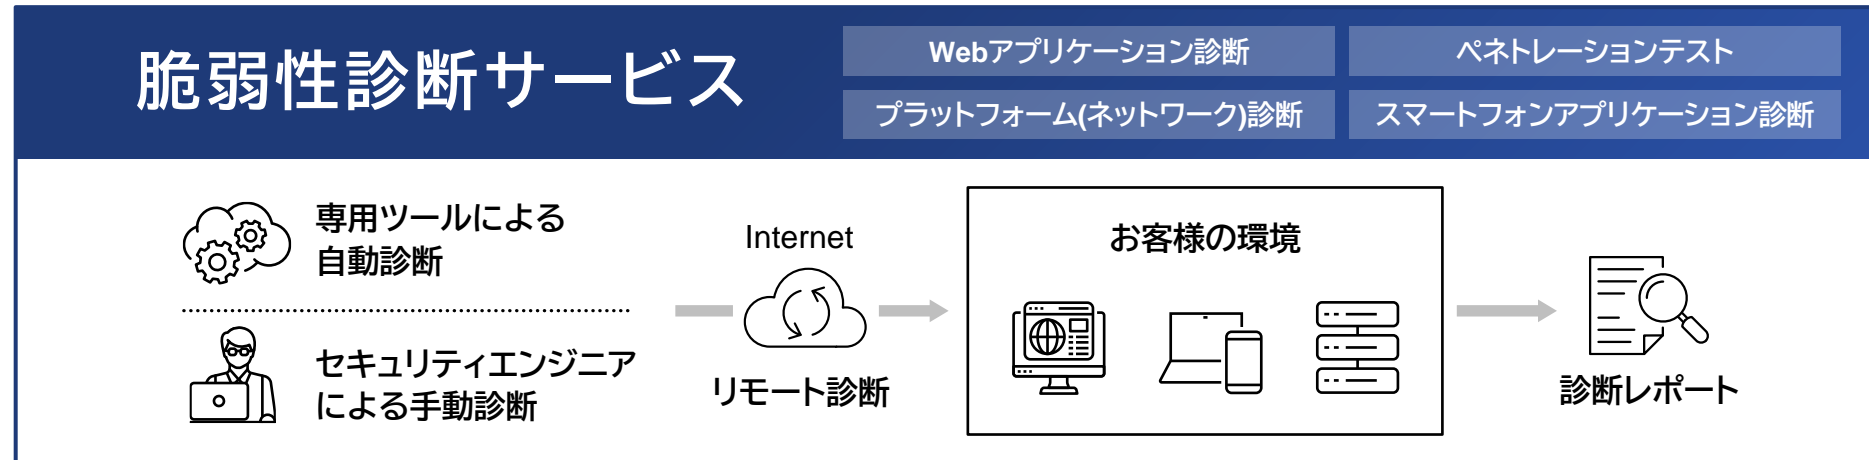 脆弱性診断サービス
Webアプリケーション診断
ペネトレーションテスト
プラットフォーム(ネットワーク)診断
スマートフォンアプリケーション診断
専用ツールによる
自動診断
セキュリティエンジニア
による手動診断
Internet
リモート診断
お客様の環境
診断レポート